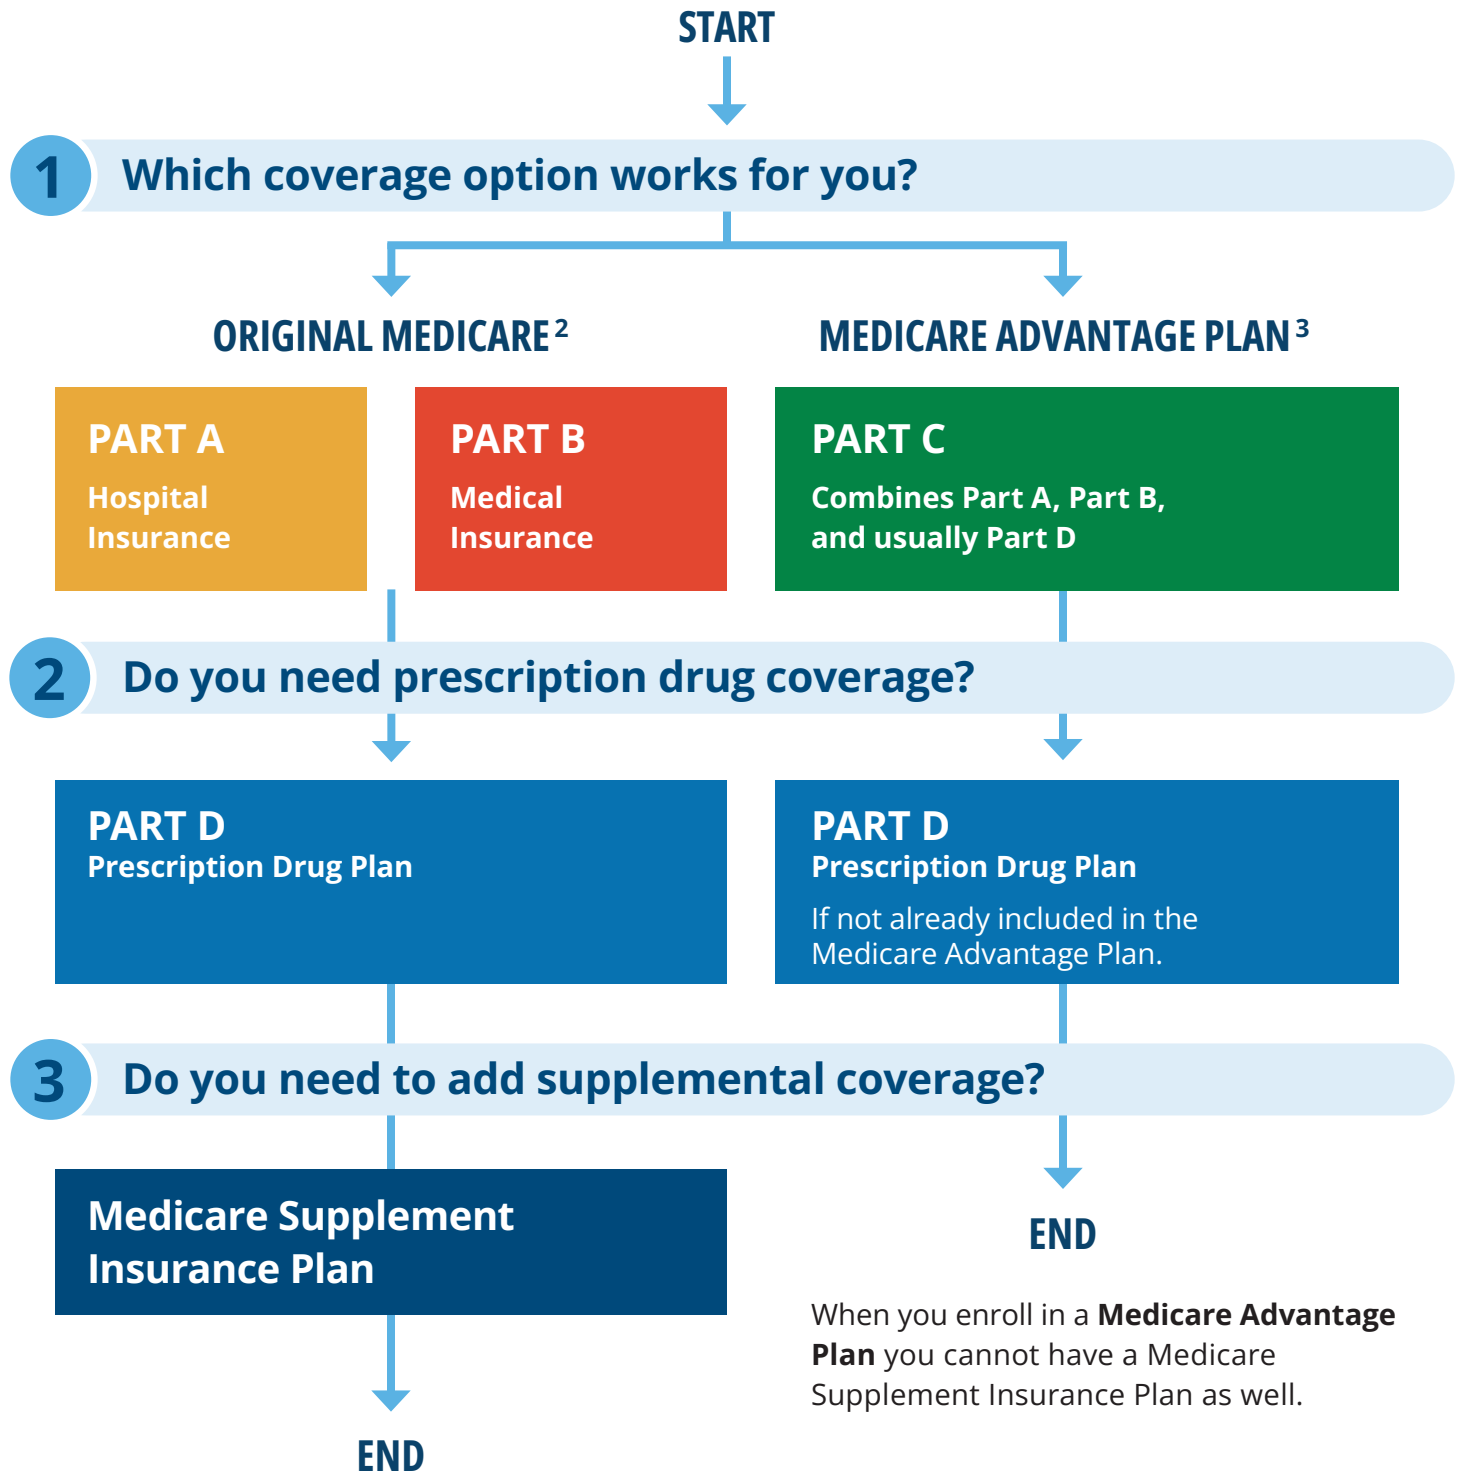 START
1 Which coverage option works for you?
ORIGINAL MEDICARE 2
PART A
Hospital
Insurance
PART B
Medical
Insurance
MEDICARE ADVANTAGE PLAN 3
PART C
Combines Part A, Part B,
and usually Part D
2 Do you need prescription drug coverage?
PART D
Prescription Drug Plan
PART D
Prescription Drug Plan
If not already included in the
Medicare Advantage Plan.
3 Do you need to add supplemental coverage?
Medicare Supplement
Insurance Plan
END
END
When you enroll in a Medicare Advantage
Plan you cannot have a Medicare
Supplement Insurance Plan as well.